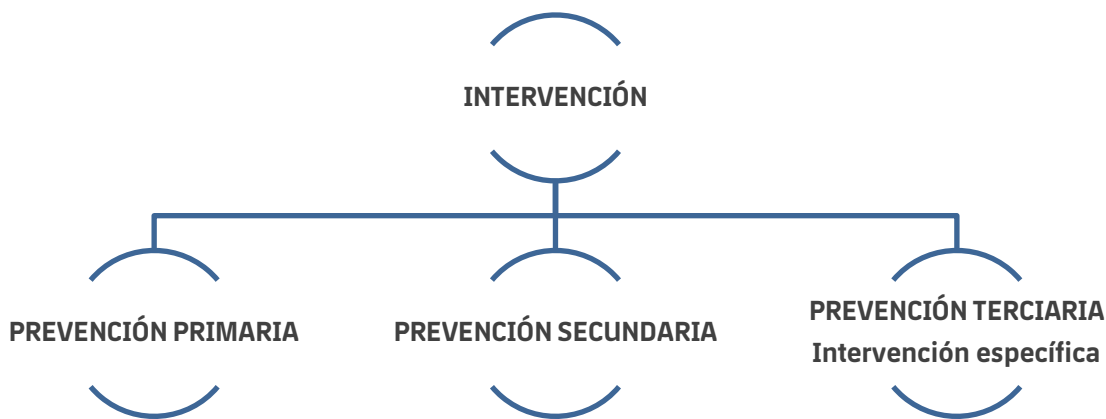 INTERVENCIÓN
PREVENCIÓN PRIMARIA
PREVENCIÓN SECUNDARIA
PREVENCIÓN TERCIARIA
Intervención específica